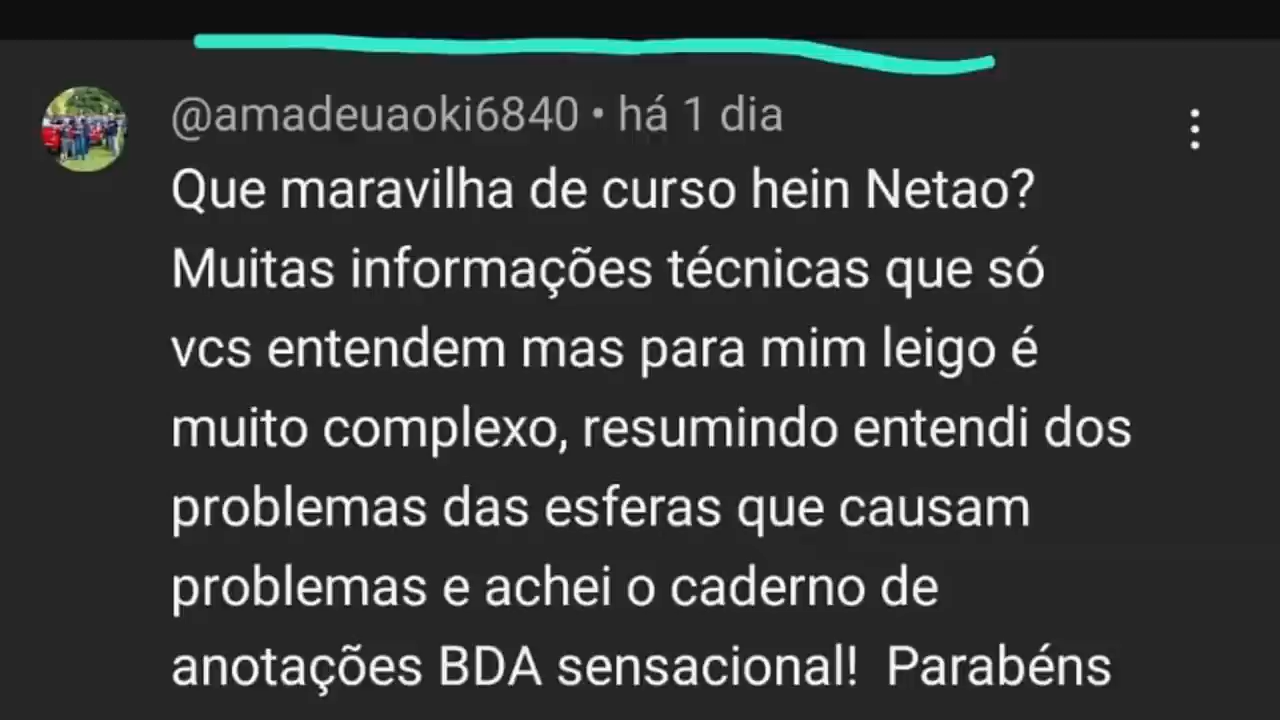 @amadeuaoki6840 • há 1 dia
Que maravilha de curso hein Netao?
Muitas informações técnicas que só
vcs entendem mas para mim leigo é
muito complexo, resumindo entendi dos
problemas das esferas que causam
problemas e achei o caderno de
anotações BDA sensacional!  Parabéns